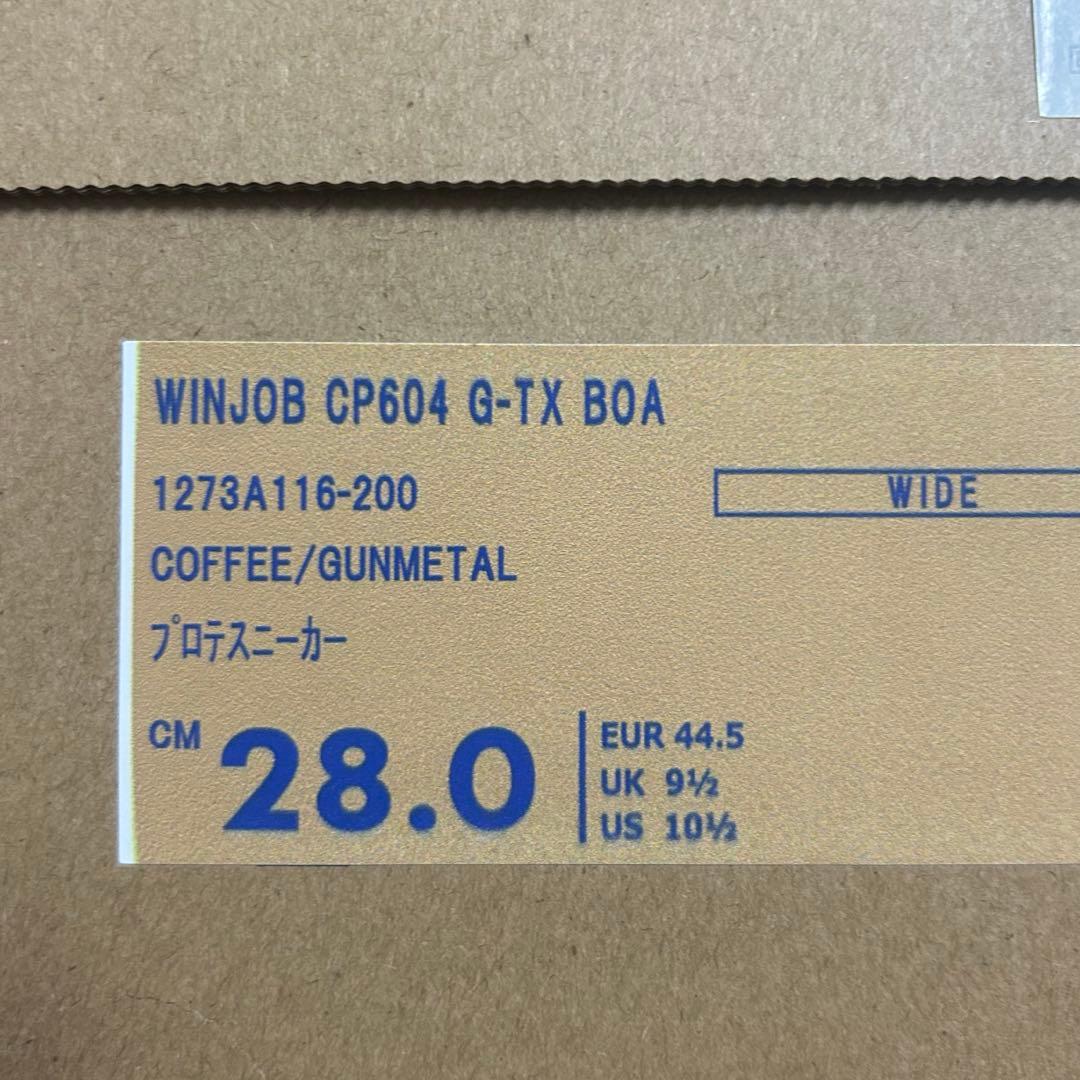 WINJOB CP604 G-TX BOA
1273A116-200
WIDE
COFFEE/GUNMETAL
プロテスニーカー
CM 28.0
EUR 44.5
UK 9½
US 10½